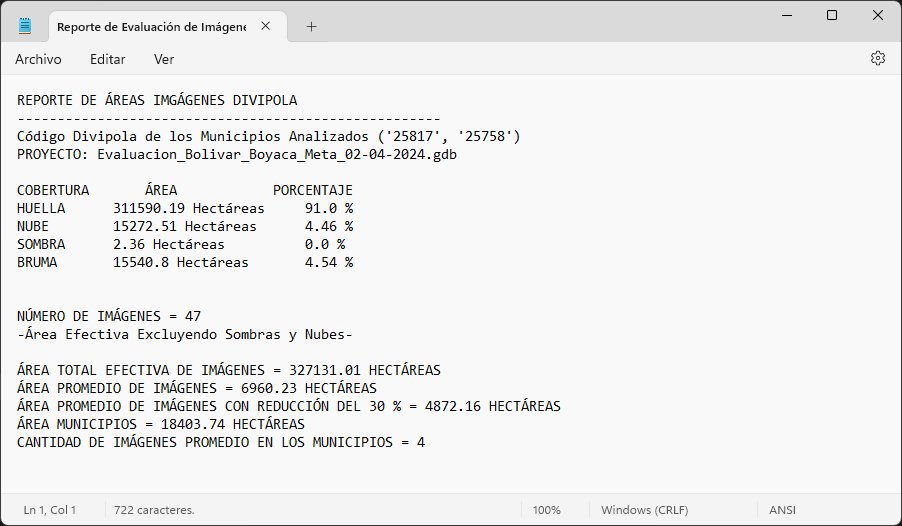 Reporte de Evaluación de Imágene
Archivo Editar Ver
REPORTE DE ÁREAS IMGÁGENES DIVIPOLA
-----------------------------------------------------
Código Divipola de los Municipios Analizados ('25817', '25758')
PROYECTO: Evaluacion_Bolivar_Boyaca_Meta_02-04-2024.gdb
COBERTURA ÁREA PORCENTAJE
HUELLA 311590.19 Hectáreas 91.0 %
NUBE 15272.51 Hectáreas 4.46 %
SOMBRA 2.36 Hectáreas 0.0 %
BRUMA 15540.8 Hectáreas 4.54 %
NÚMERO DE IMÁGENES = 47
-Área Efectiva Excluyendo Sombras y Nubes-
ÁREA TOTAL EFECTIVA DE IMÁGENES = 327131.01 HECTÁREAS
ÁREA PROMEDIO DE IMÁGENES = 6960.23 HECTÁREAS
ÁREA PROMEDIO DE IMÁGENES CON REDUCCIÓN DEL 30 % = 4872.16 HECTÁREAS
ÁREA MUNICIPIOS = 18403.74 HECTÁREAS
CANTIDAD DE IMÁGENES PROMEDIO EN LOS MUNICIPIOS = 4
Ln 1, Col 1 722 caracteres. 100% Windows (CRLF) ANSI